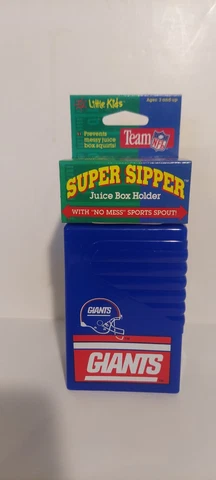 Little Kids
Ages 3 and up
Prevents
messy juice
box squirts!
Team NFL
SUPER SIPPER
Juice Box Holder
WITH "NO MESS" SPORTS SPOUT!
GIANTS
GIANTS